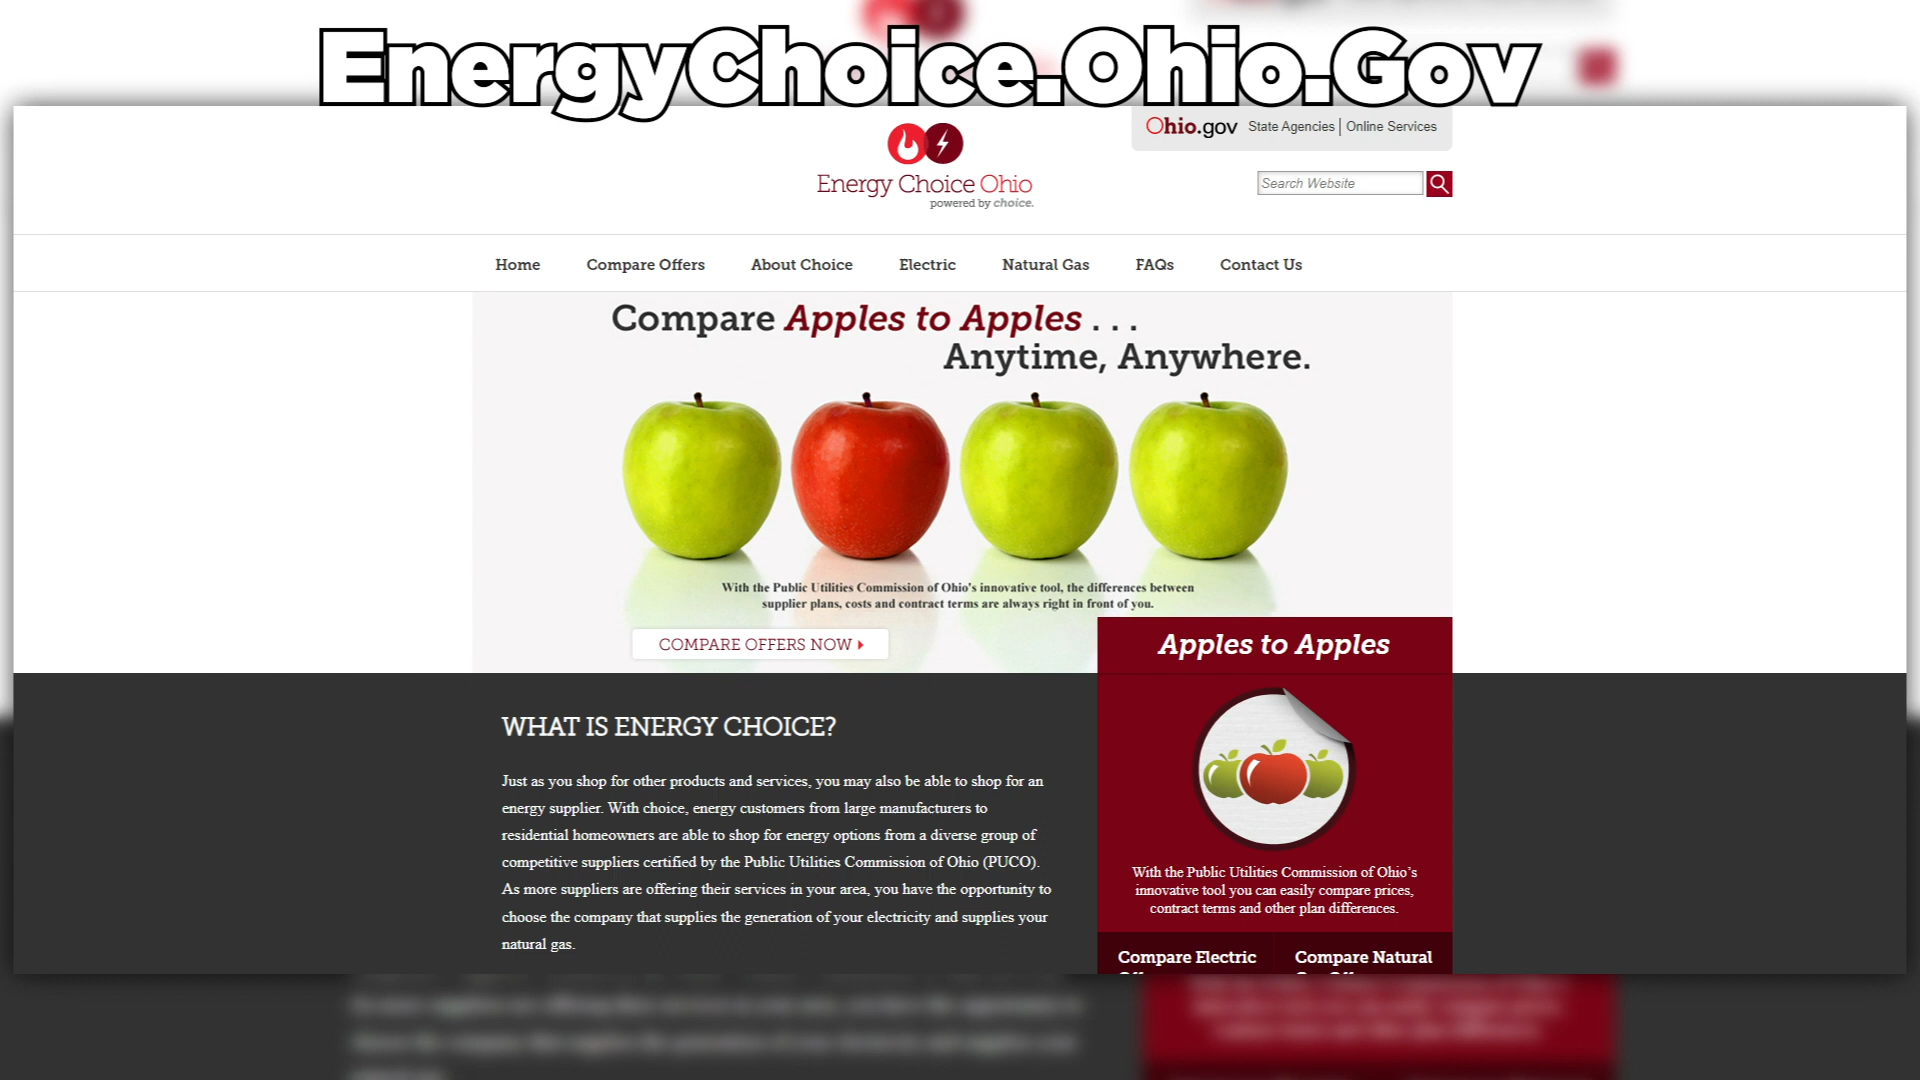 EnergyChoice.Ohio.Gov
Ohio.gov State Agencies | Online Services
Energy Choice Ohio
powered by choice.
Search Website
Home Compare Offers About Choice Electric Natural Gas FAQs Contact Us
Compare Apples to Apples . . .
Anytime, Anywhere.
With the Public Utilities Commission of Ohio's innovative tool, the differences between
supplier plans, costs and contract terms are always right in front of you.
COMPARE OFFERS NOW
Apples to Apples
WHAT IS ENERGY CHOICE?
Just as you shop for other products and services, you may also be able to shop for an
energy supplier. With choice, energy customers from large manufacturers to
residential homeowners are able to shop for energy options from a diverse group of
competitive suppliers certified by the Public Utilities Commission of Ohio (PUCO).
As more suppliers are offering their services in your area, you have the opportunity to
choose the company that supplies the generation of your electricity and supplies your
natural gas.
With the Public Utilities Commission of Ohio's
innovative tool you can easily compare prices,
contract terms and other plan differences.
Compare Electric
Compare Natural